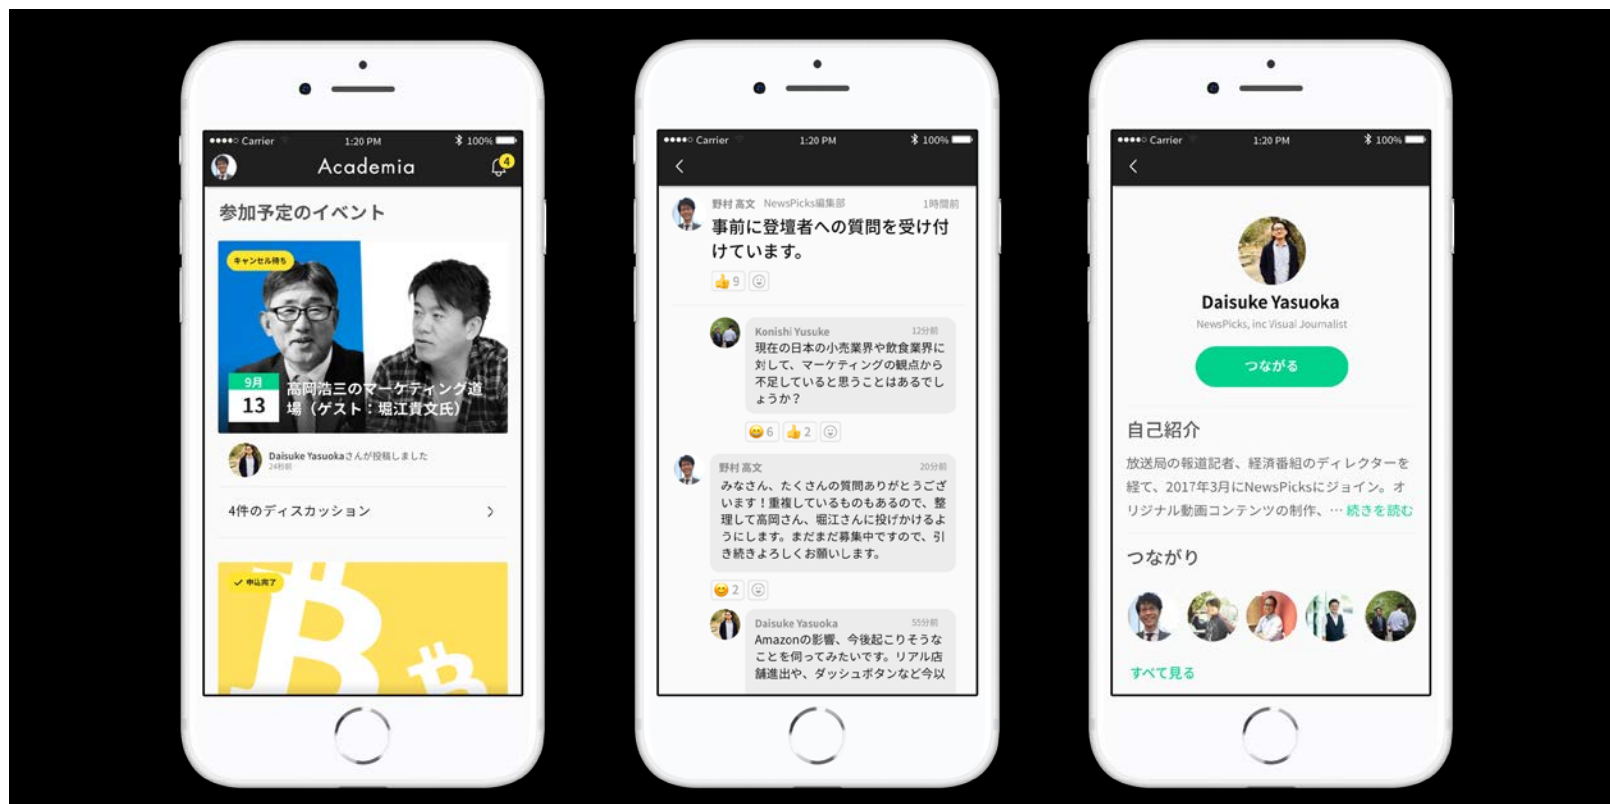 Carrier 1:20 PM 100%
Academia 4
参加予定のイベント
キャンセル待ち
9月
13
高岡浩三のマーケティング道
場（ゲスト：堀江貴文氏）
Daisuke Yasuokaさんが投稿しました
24秒前
4件のディスカッション
申込完了
Carrier 1:20 PM 100%
野村 高文 NewsPicks編集部 1時間前
事前に登壇者への質問を受け付
けています。
9
Konishi Yusuke 12分前
現在の日本の小売業界や飲食業界に
対して、マーケティングの観点から
不足していると思うことはあるでし
ょうか？
6 2
野村 高文 20分前
みなさん、たくさんの質問ありがとうござ
います！重複しているものもあるので、整
理して高岡さん、堀江さんに投げかけるよ
うにします。まだまだ募集中ですので、引
き続きよろしくお願いします。
2
Daisuke Yasuoka 55分前
Amazonの影響、今後起こりそうな
ことを伺ってみたいです。リアル店
舗進出や、ダッシュボタンなど今以
Carrier 1:20 PM 100%
Daisuke Yasuoka
NewsPicks, inc Visual Journalist
つながる
自己紹介
放送局の報道記者、経済番組のディレクターを
経て、2017年3月にNewsPicksにジョイン。オ
リジナル動画コンテンツの制作、… 続きを読む
つながり
すべて見る